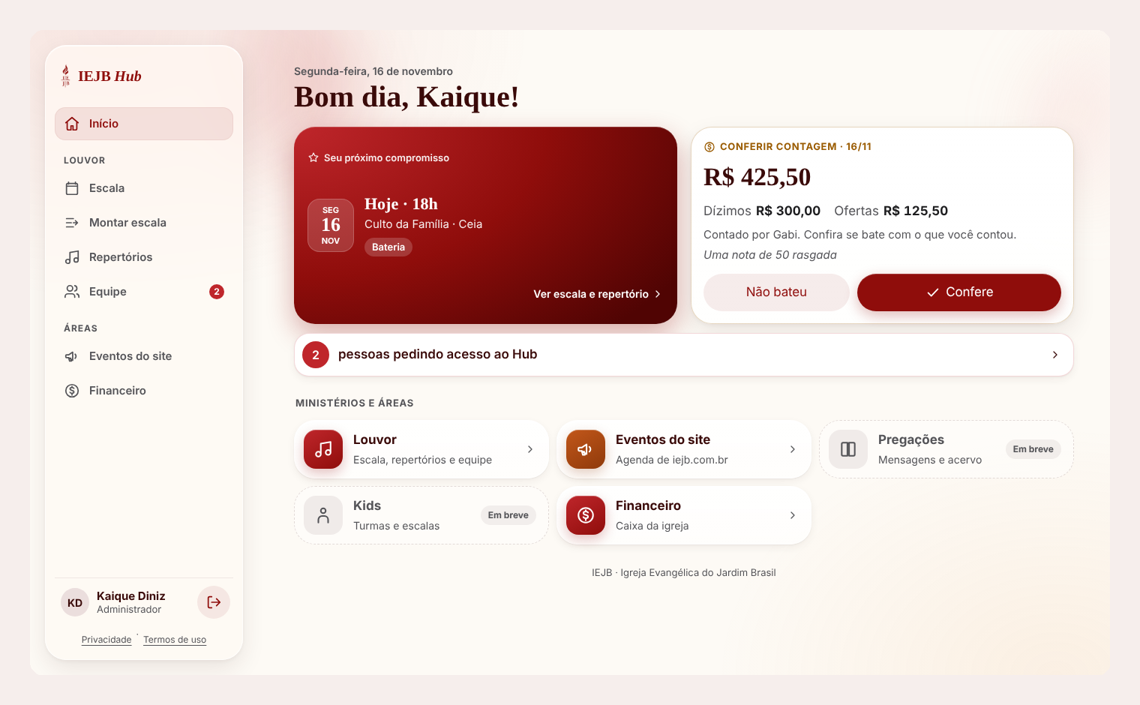 IEJB Hub
Início
LOUVOR
Escala
Montar escala
Repertórios
Equipe 2
ÁREAS
Eventos do site
Financeiro
KD
Kaique Diniz
Administrador
Privacidade · Termos de uso
Segunda-feira, 16 de novembro
Bom dia, Kaique!
Seu próximo compromisso
SEG
16
NOV
Hoje · 18h
Culto da Família · Ceia
Bateria
Ver escala e repertório
CONFERIR CONTAGEM · 16/11
R$ 425,50
Dízimos R$ 300,00 Ofertas R$ 125,50
Contado por Gabi. Confira se bate com o que você contou.
Uma nota de 50 rasgada
Não bateu
Confere
2 pessoas pedindo acesso ao Hub
MINISTÉRIOS E ÁREAS
Louvor
Escala, repertórios e equipe
Eventos do site
Agenda de iejb.com.br
Pregações
Mensagens e acervo
Em breve
Kids
Turmas e escalas
Em breve
Financeiro
Caixa da igreja
IEJB · Igreja Evangélica do Jardim Brasil